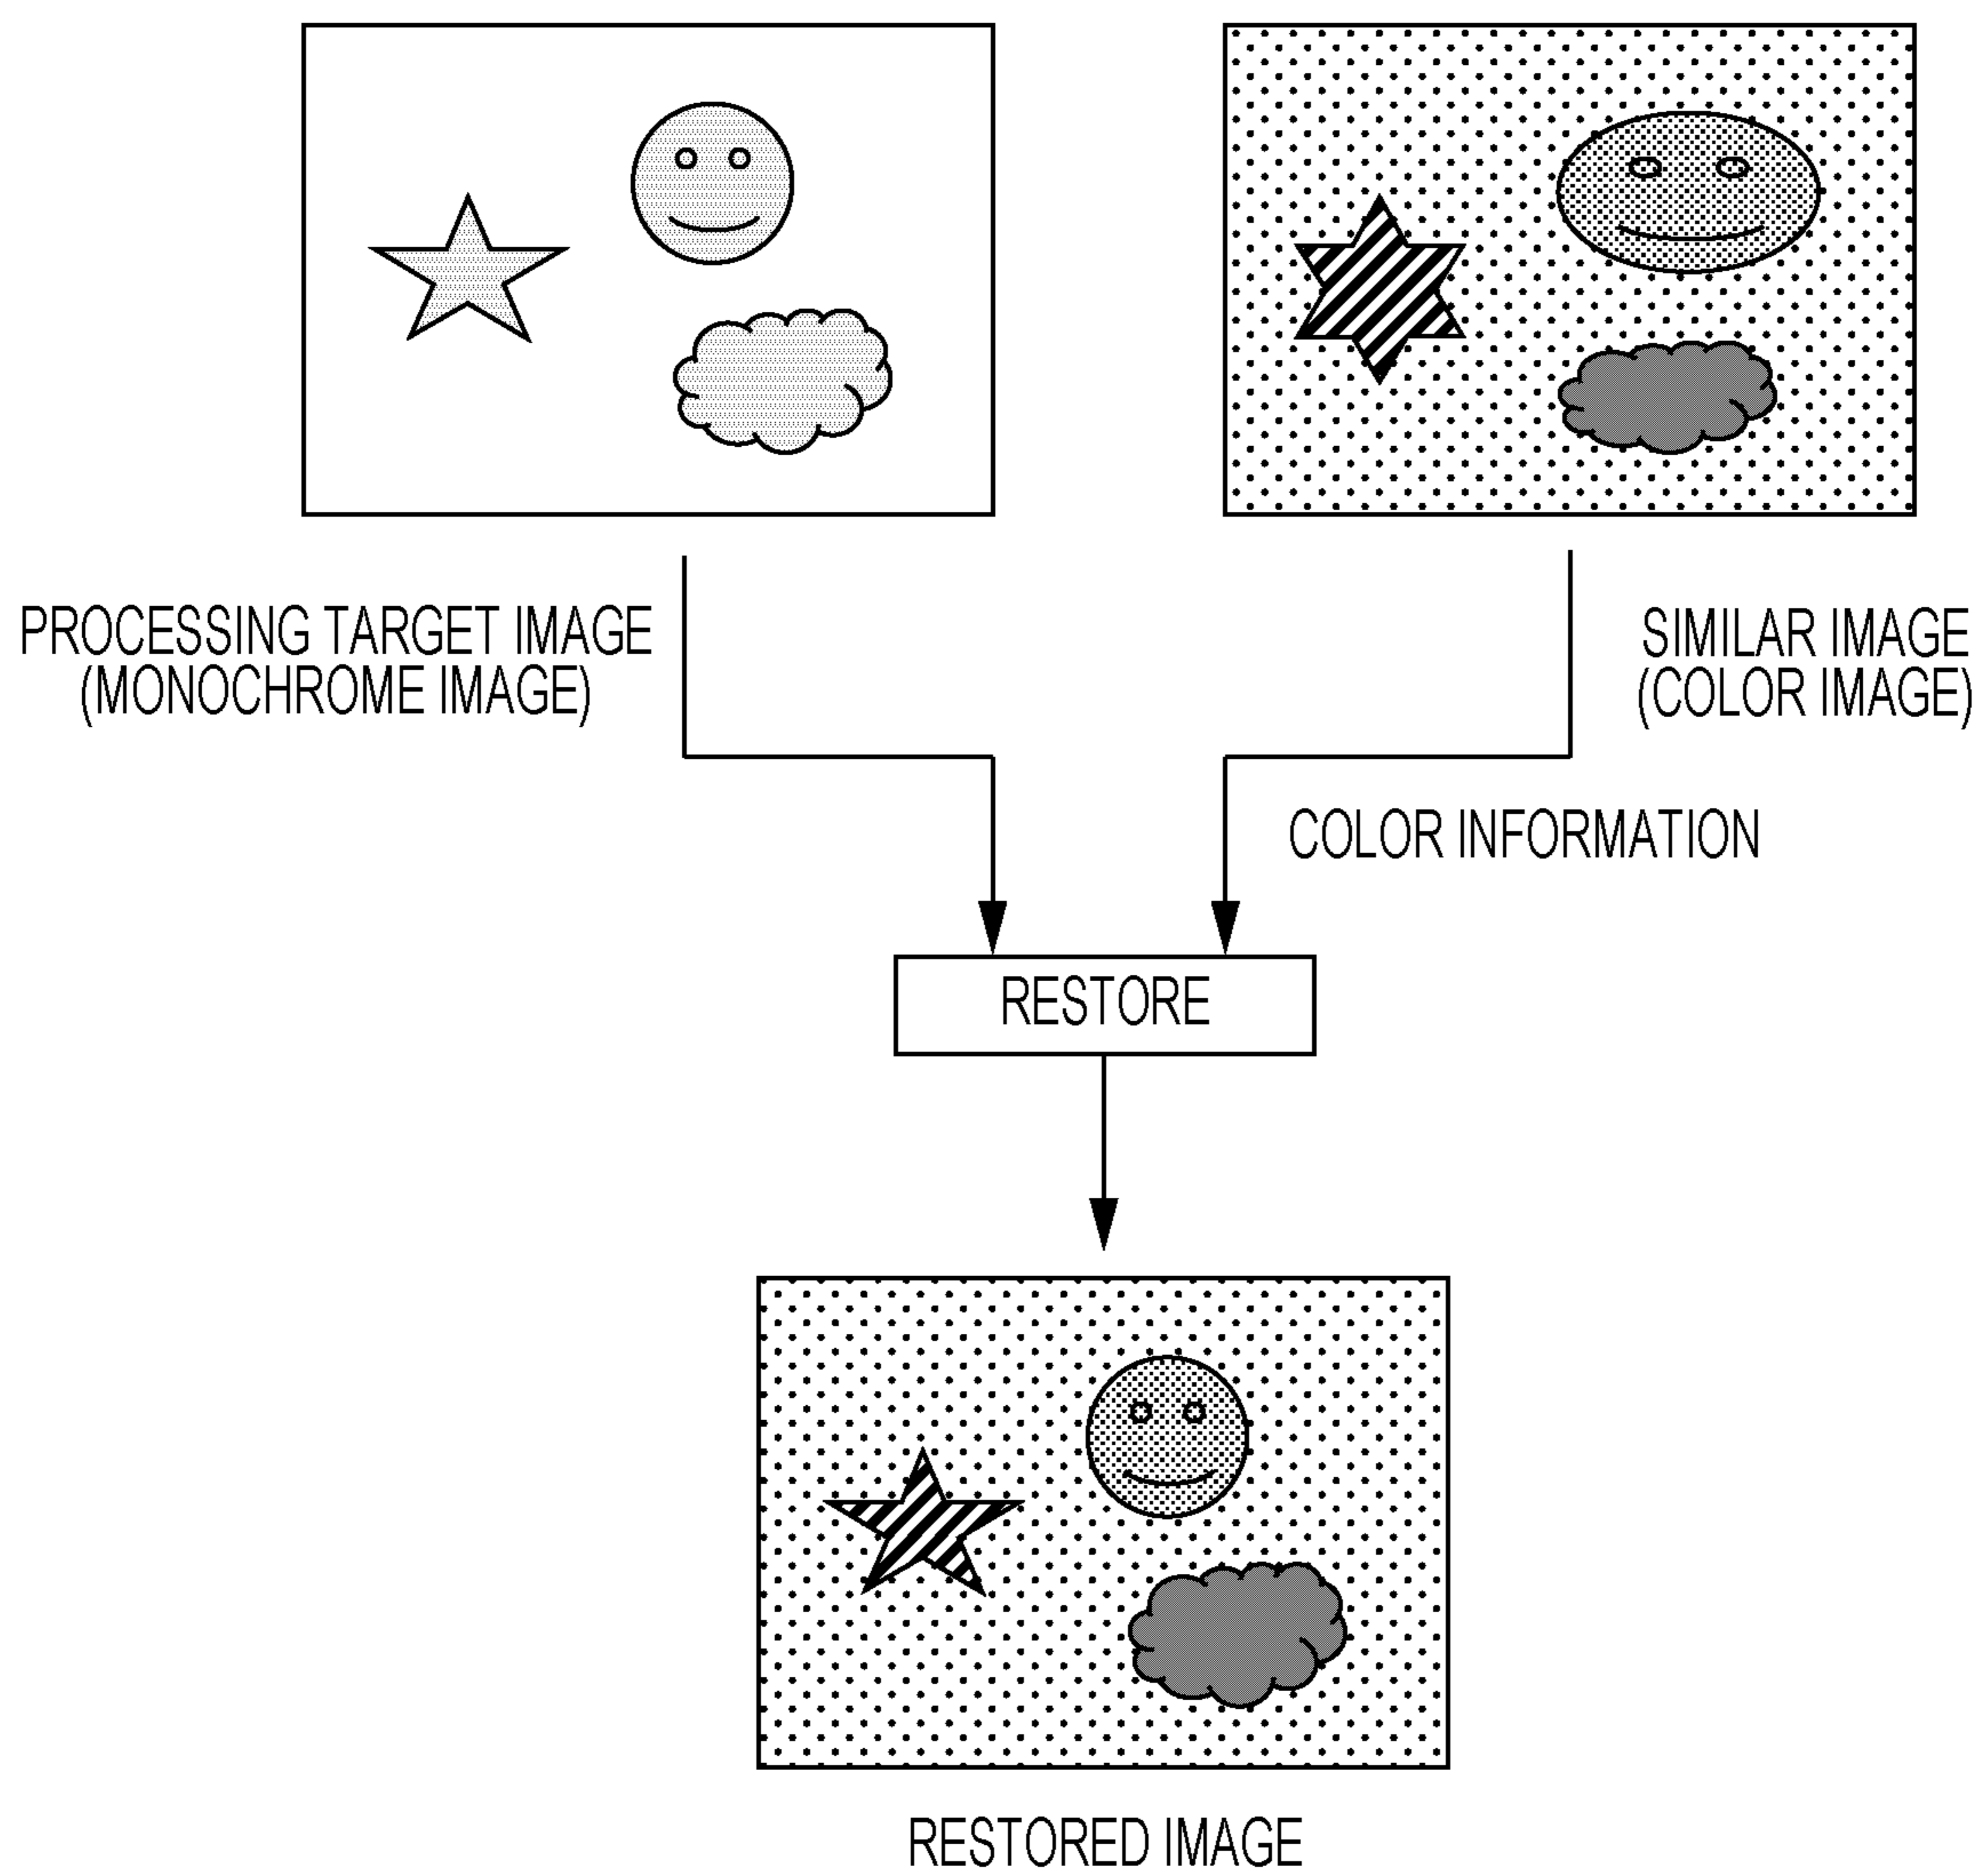 PROCESSING TARGET IMAGE
(MONOCHROME IMAGE)
SIMILAR IMAGE
(COLOR IMAGE)
COLOR INFORMATION
RESTORE
RESTORED IMAGE